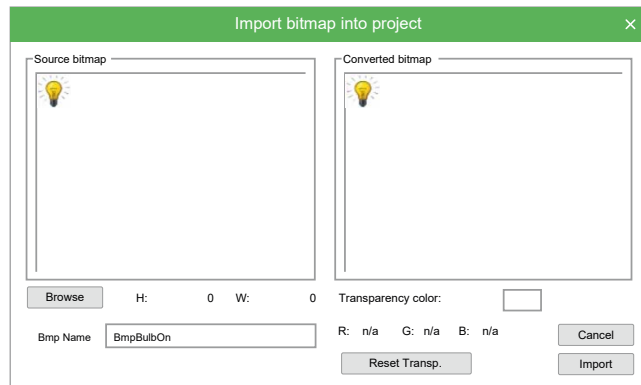 Import bitmap into project
Source bitmap
Converted bitmap
Browse H: 0 W: 0
Transparency color:
Bmp Name BmpBulbOn
R: n/a G: n/a B: n/a
Cancel
Reset Transp.
Import